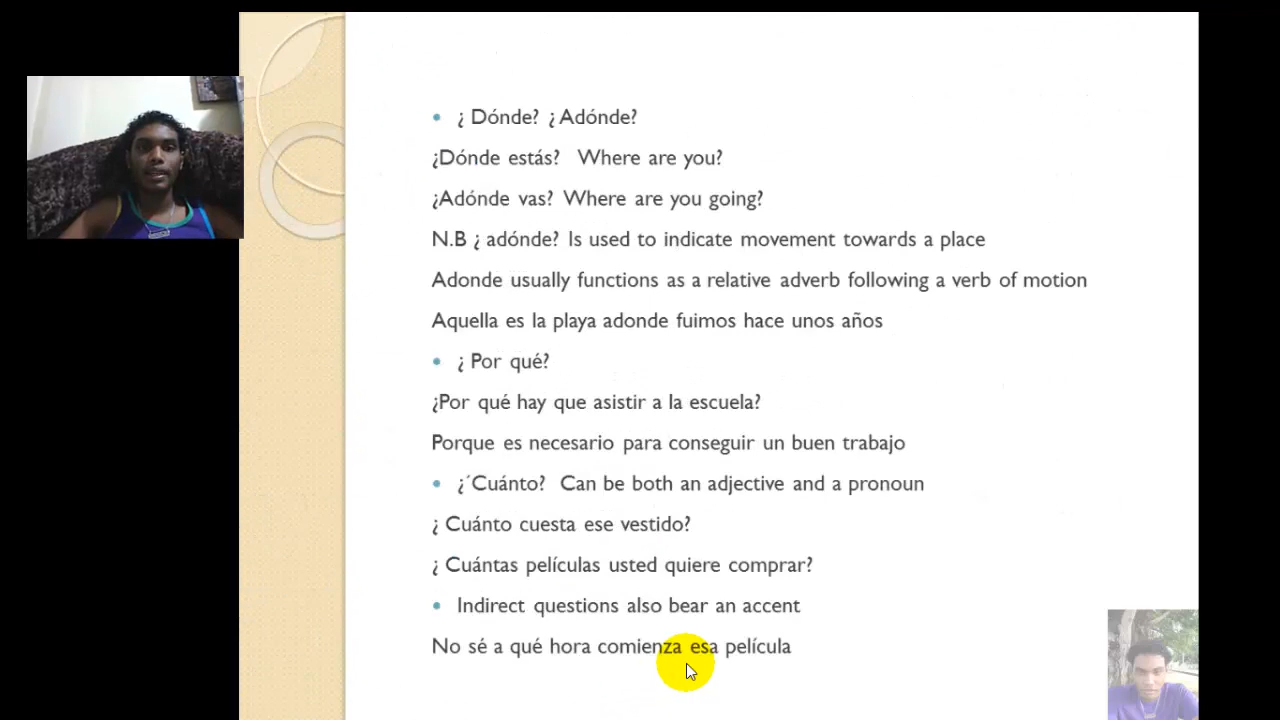 ¿ Dónde? ¿ Adónde?
¿Dónde estás? Where are you?
¿Adónde vas? Where are you going?
N.B ¿ adónde? Is used to indicate movement towards a place
Adonde usually functions as a relative adverb following a verb of motion
Aquella es la playa adonde fuimos hace unos años
¿ Por qué?
¿Por qué hay que asistir a la escuela?
Porque es necesario para conseguir un buen trabajo
¿´Cuánto? Can be both an adjective and a pronoun
¿ Cuánto cuesta ese vestido?
¿ Cuántas películas usted quiere comprar?
Indirect questions also bear an accent
No sé a qué hora comienza esa película